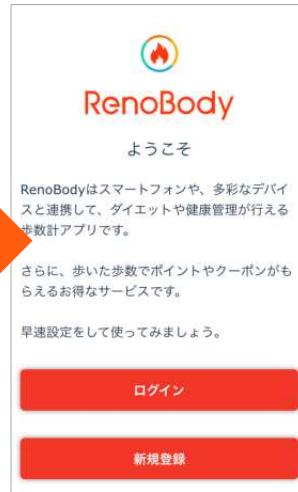 RenoBody
ようこそ
RenoBodyはスマートフォンや、多彩なデバイ
スと連携して、ダイエットや健康管理が行える
歩数計アプリです。
さらに、歩いた歩数でポイントやクーポンがも
らえるお得なサービスです。
早速設定をして使ってみましょう。
ログイン
新規登録